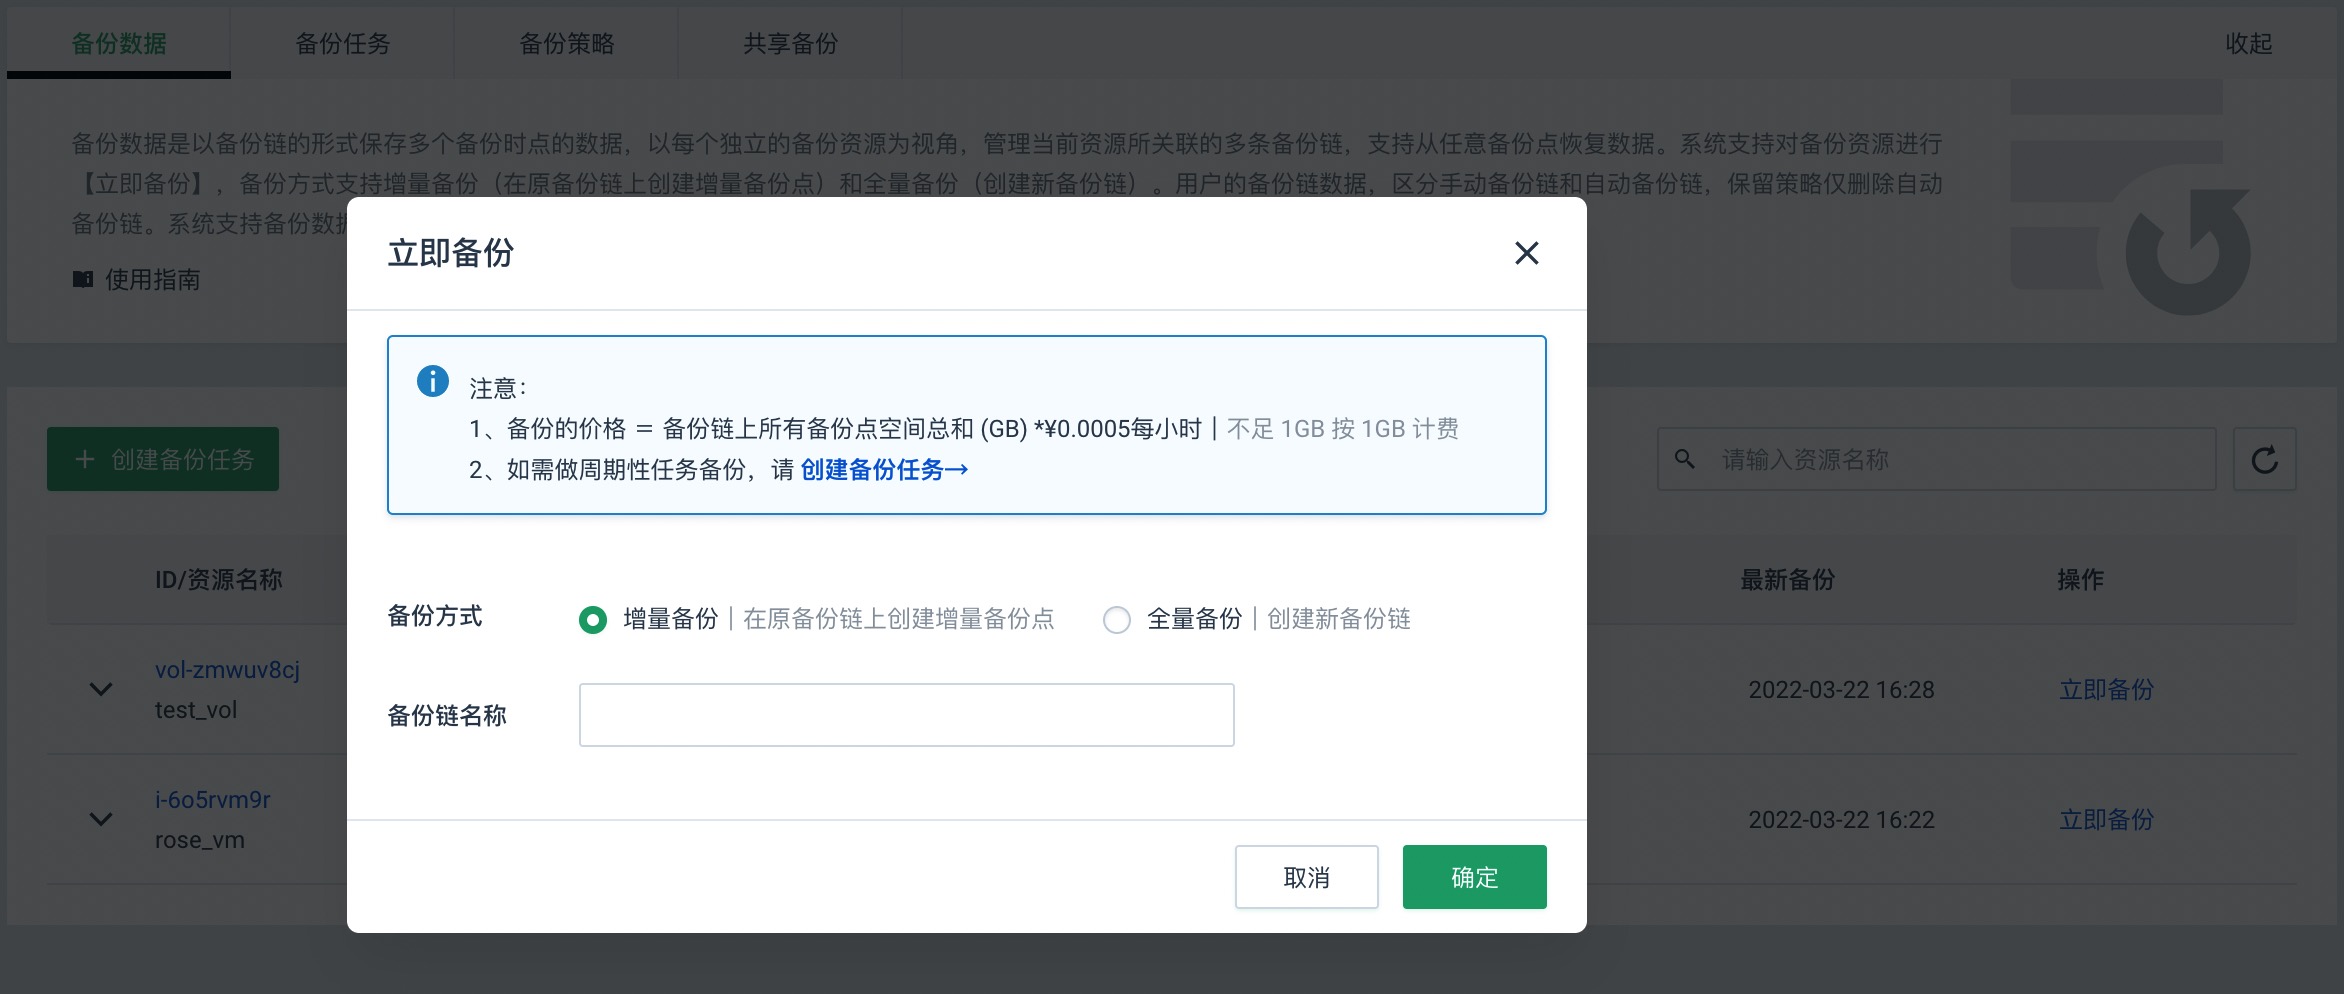 备份数据
备份任务
备份策略
共享备份
收起
备份数据是以备份链的形式保存多个备份时点的数据，以每个独立的备份资源为视角，管理当前资源所关联的多条备份链，支持从任意备份点恢复数据。系统支持对备份资源进行
【立即备份】，备份方式支持增量备份（在原备份链上创建增量备份点）和全量备份（创建新备份链）。用户的备份链数据，区分手动备份链和自动备份链，保留策略仅删除自动
备份链。系统支持备份数据
使用指南
立即备份
注意：
1、备份的价格 = 备份链上所有备份点空间总和 (GB) *¥0.0005每小时 | 不足 1GB 按 1GB 计费
2、如需做周期性任务备份，请 创建备份任务→
+ 创建备份任务
请输入资源名称
ID/资源名称
最新备份
操作
备份方式
增量备份 | 在原备份链上创建增量备份点
全量备份 | 创建新备份链
vol-zmwuv8cj
test_vol
2022-03-22 16:28
立即备份
备份链名称
i-6o5rvm9r
rose_vm
2022-03-22 16:22
立即备份
取消
确定